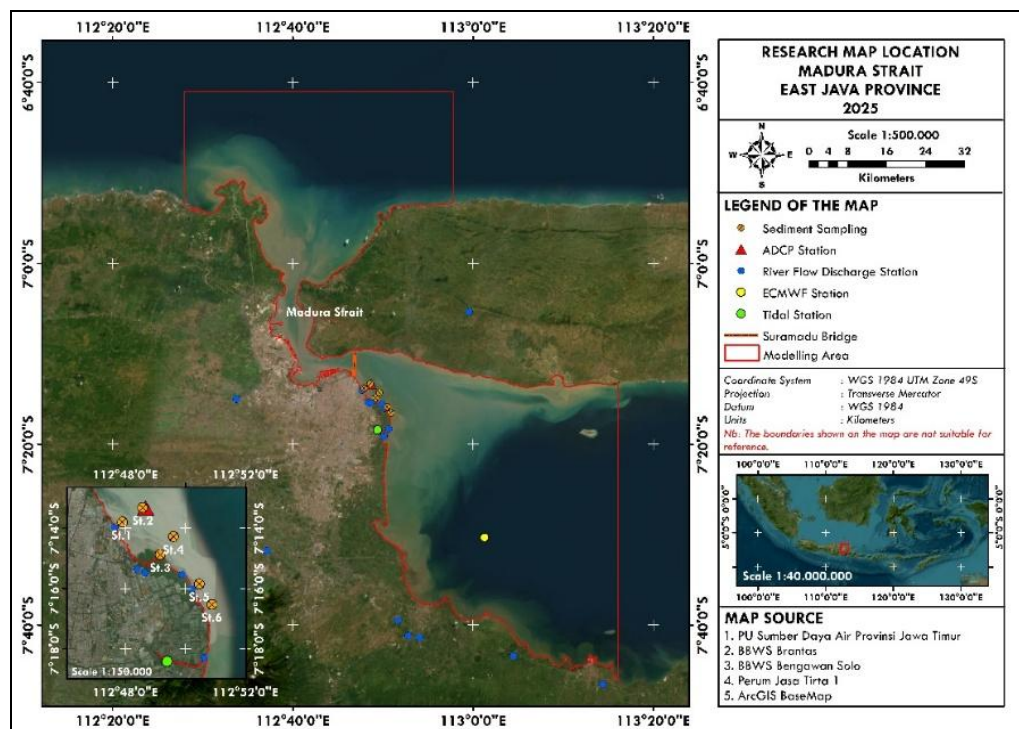 112°20'0"E 112°40'0"E 113°0'0"E 113°20'0"E
6°40'0"S
7°0'0"S
7°20'0"S
7°40'0"S
6°40'0"S
7°0'0"S
7°20'0"S
7°40'0"S
Madura Strait
112°48'0"E 112°52'0"E
7°14'0"S
7°16'0"S
7°18'0"S
7°14'0"S
7°16'0"S
7°18'0"S
St.1
St.2
St.4
St.3
St.5
St.6
Scale 1:150.000
112°48'0"E 112°52'0"E
112°20'0"E 112°40'0"E 113°0'0"E 113°20'0"E
RESEARCH MAP LOCATION
MADURA STRAIT
EAST JAVA PROVINCE
2025
N
W E
S
Scale 1:500.000
0 4 8 16 24 32
Kilometers
LEGEND OF THE MAP
Sediment Sampling
ADCP Station
River Flow Discharge Station
ECMWF Station
Tidal Station
Suramadu Bridge
Modelling Area
Coordinate System : WGS 1984 UTM Zone 49S
Projection : Transverse Mercator
Datum : WGS 1984
Units : Kilometers
Nb: The boundaries shown on the map are not suitable for
reference.
100°0'0"E 110°0'0"E 120°0'0"E 130°0'0"E
Scale 1:40.000.000
100°0'0"E 110°0'0"E 120°0'0"E 130°0'0"E
MAP SOURCE
1. PU Sumber Daya Air Provinsi Jawa Timur
2. BBWS Brantas
3. BBWS Bengawan Solo
4. Perum Jasa Tirta 1
5. ArcGIS BaseMap